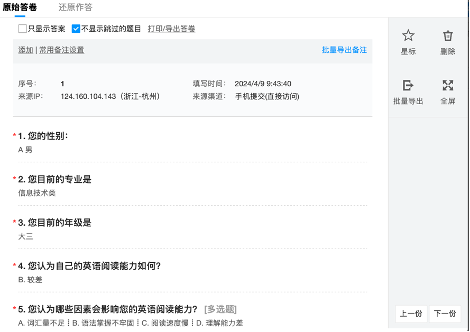 原始答卷 还原作答
只显示答案 不显示跳过的题目 打印/导出答卷
添加 | 常用备注设置 批量导出备注
序号： 1 填写时间： 2024/4/9 9:43:40
来源IP： 124.160.104.143（浙江-杭州） 来源渠道： 手机提交(直接访问)
* 1. 您的性别：
A 男
* 2. 您目前的专业是
信息技术类
* 3. 您目前的年级是
大三
* 4. 您认为自己的英语阅读能力如何？
B. 较差
* 5. 您认为哪些因素会影响您的英语阅读能力？ [多选题]
A. 词汇量不足┋B. 语法掌握不牢固┋C. 阅读速度慢┋D. 理解能力差
星标 删除
批量导出 全屏
上一份 下一份